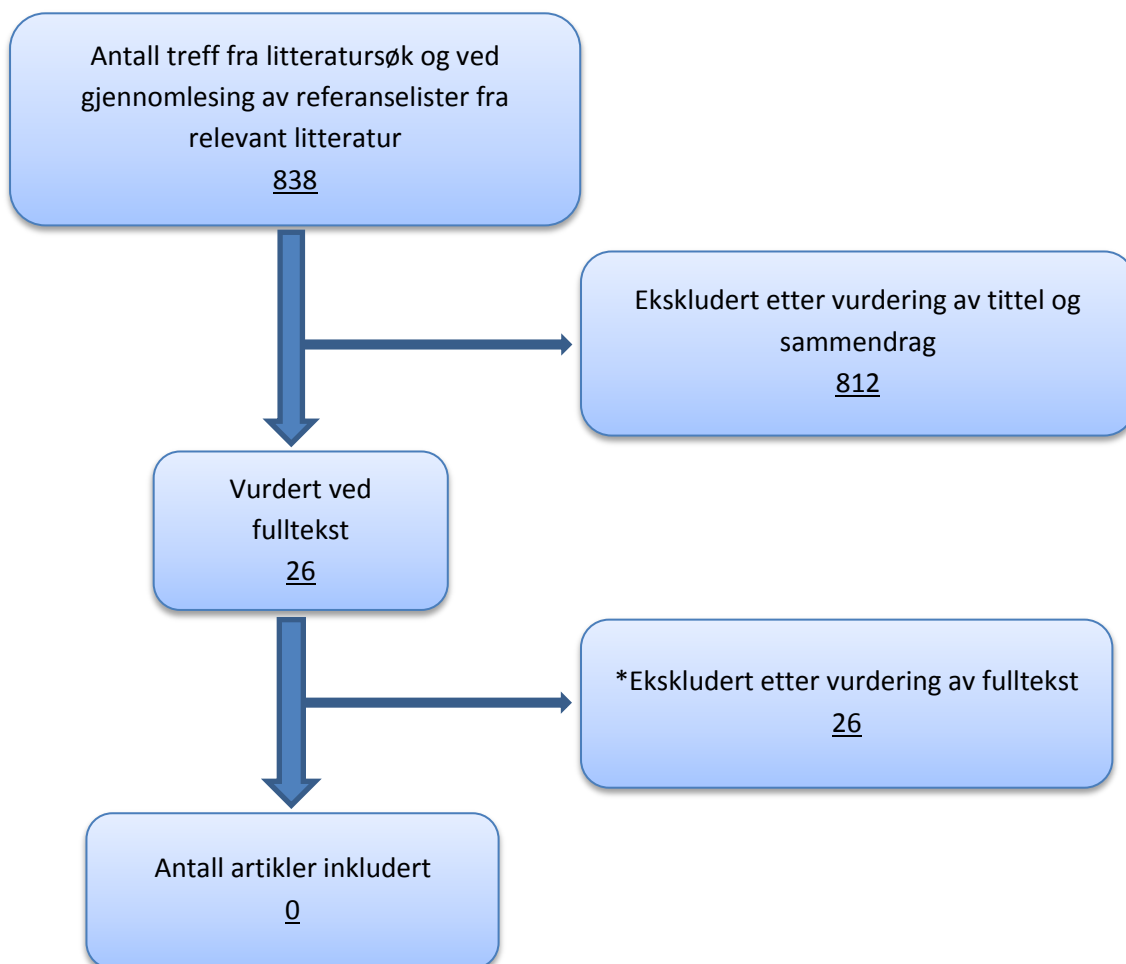 Antall treff fra litteratursøk og ved
gjennomlesing av referanselister fra
relevant litteratur
838
Ekskludert etter vurdering av tittel og
sammendrag
812
Vurdert ved
fulltekst
26
*Ekskludert etter vurdering av fulltekst
26
Antall artikler inkludert
0